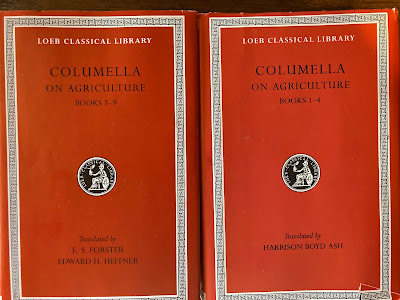 LOEB CLASSICAL LIBRARY
COLUMELLA
ON AGRICULTURE
BOOKS 5–9
Translated by
E. S. FORSTER
EDWARD H. HEFFNER
LOEB CLASSICAL LIBRARY
COLUMELLA
ON AGRICULTURE
BOOKS 1–4
Translated by
HARRISON BOYD ASH